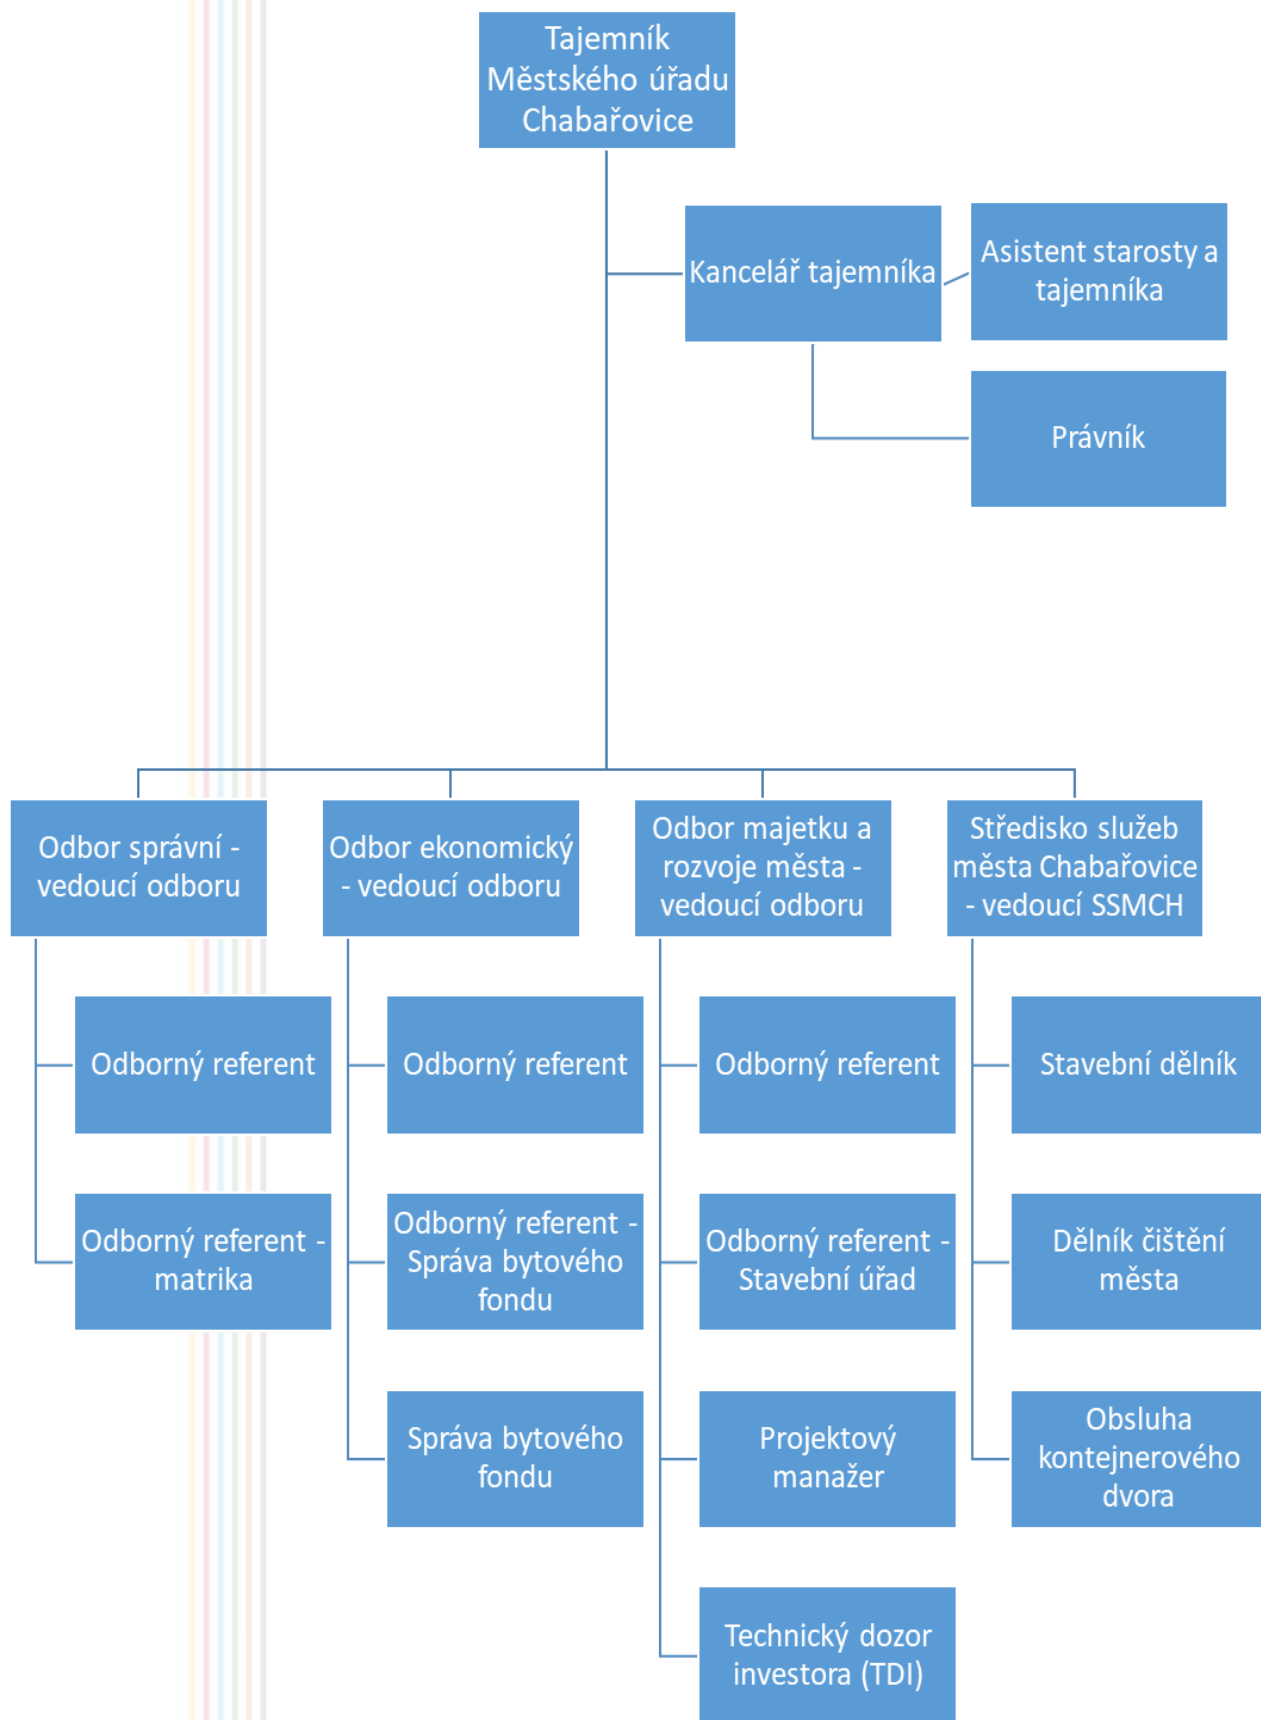 Tajemník
Městského úřadu
Chabařovice
Kancelář tajemníka
Asistent starosty a
tajemníka
Právník
Odbor správní -
vedoucí odboru
Odbor ekonomický
- vedoucí odboru
Odbor majetku a
rozvoje města -
vedoucí odboru
Středisko služeb
města Chabařovice
- vedoucí SSMCH
Odborný referent
Odborný referent
Odborný referent
Stavební dělník
Odborný referent -
matrika
Odborný referent -
Správa bytového
fondu
Odborný referent -
Stavební úřad
Dělník čištění
města
Správa bytového
fondu
Projektový
manažer
Obsluha
kontejnerového
dvora
Technický dozor
investora (TDI)